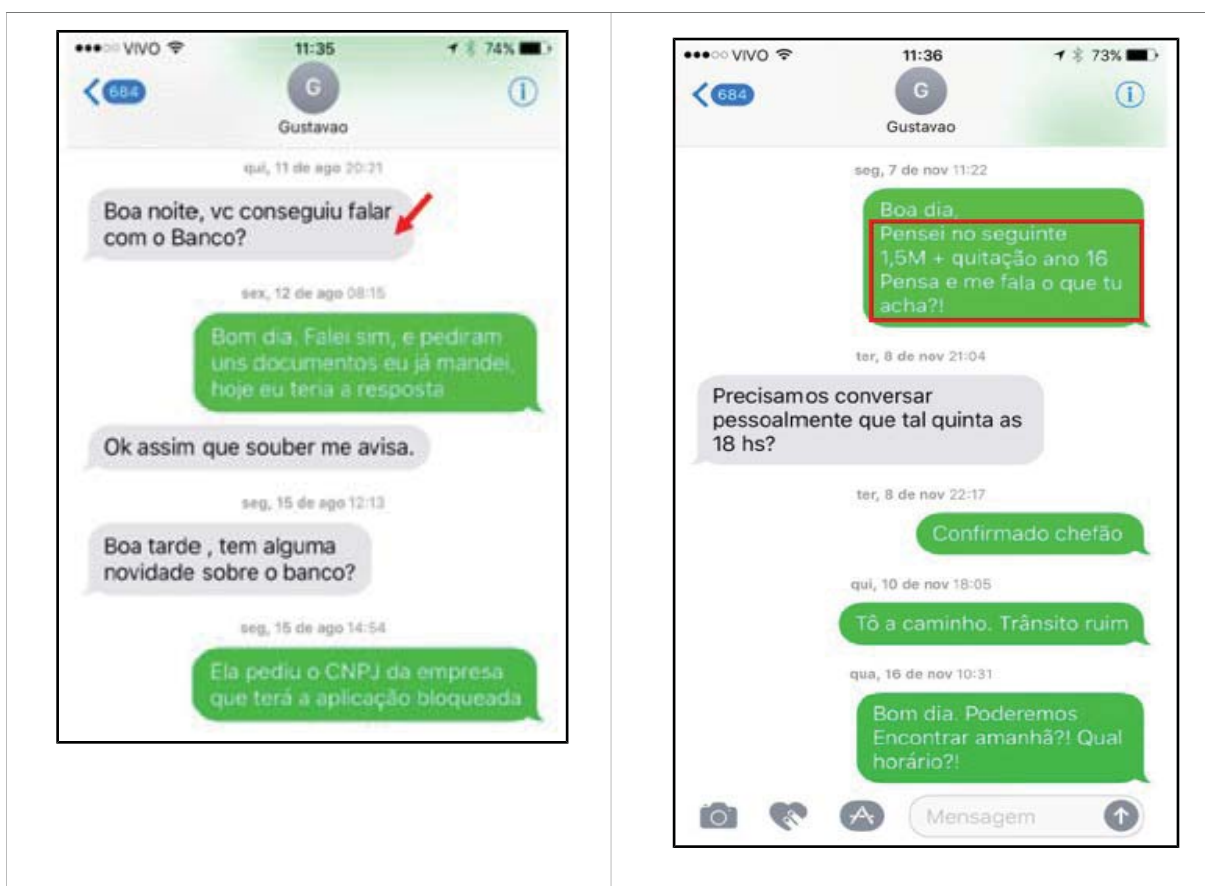 VIVO 11:35 74%
684
G
Gustavao
qui, 11 de ago 20:21
Boa noite, vc conseguiu falar
com o Banco?
sex, 12 de ago 08:15
Bom dia. Falei sim, e pediram
uns documentos eu já mandei,
hoje eu teria a resposta
Ok assim que souber me avisa.
seg, 15 de ago 12:13
Boa tarde , tem alguma
novidade sobre o banco?
seg, 15 de ago 14:54
Ela pediu o CNPJ da empresa
que terá a aplicação bloqueada
VIVO 11:36 73%
684
G
Gustavao
seg, 7 de nov 11:22
Boa dia,
Pensei no seguinte
1,5M + quitação ano 16
Pensa e me fala o que tu
acha?!
ter, 8 de nov 21:04
Precisamos conversar
pessoalmente que tal quinta as
18 hs?
ter, 8 de nov 22:17
Confirmado chefão
qui, 10 de nov 18:05
Tô a caminho. Trânsito ruim
qua, 16 de nov 10:31
Bom dia. Poderemos
Encontrar amanhã?! Qual
horário?!
Mensagem